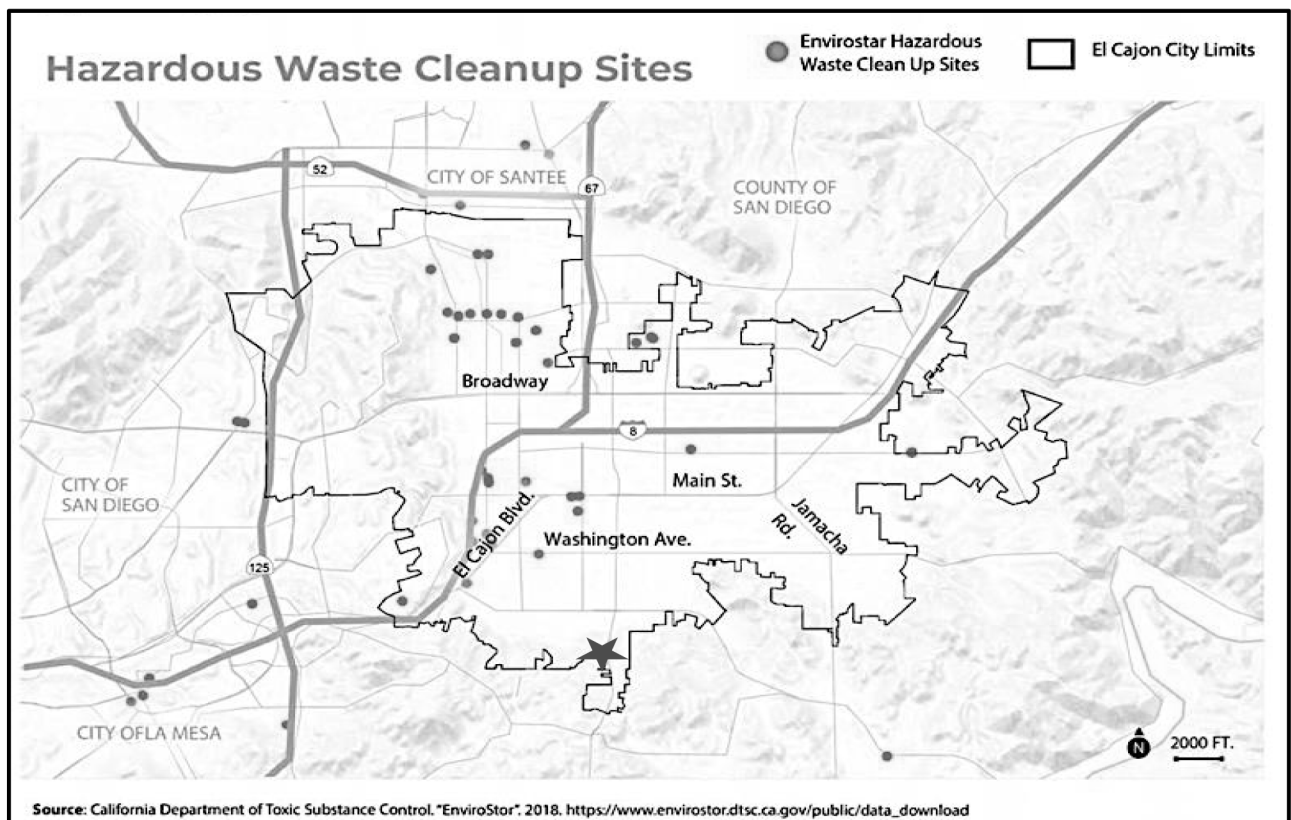 Hazardous Waste Cleanup Sites
Envirostar Hazardous
Waste Clean Up Sites
El Cajon City Limits
52
CITY OF SANTEE
67
COUNTY OF
SAN DIEGO
Broadway
8
CITY OF
SAN DIEGO
Main St.
El Cajon Blvd.
Jamacha
Rd.
Washington Ave.
125
CITY OFLA MESA
N
2000 FT.
Source: California Department of Toxic Substance Control. "EnviroStor". 2018. https://www.envirostor.dtsc.ca.gov/public/data_download